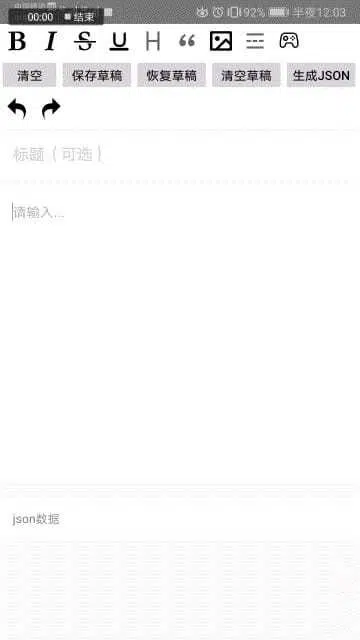 00:00 结束 92% 半夜12:03
B I S U H
清空 保存草稿 恢复草稿 清空草稿 生成JSON
标题（可选）
请输入...
json数据